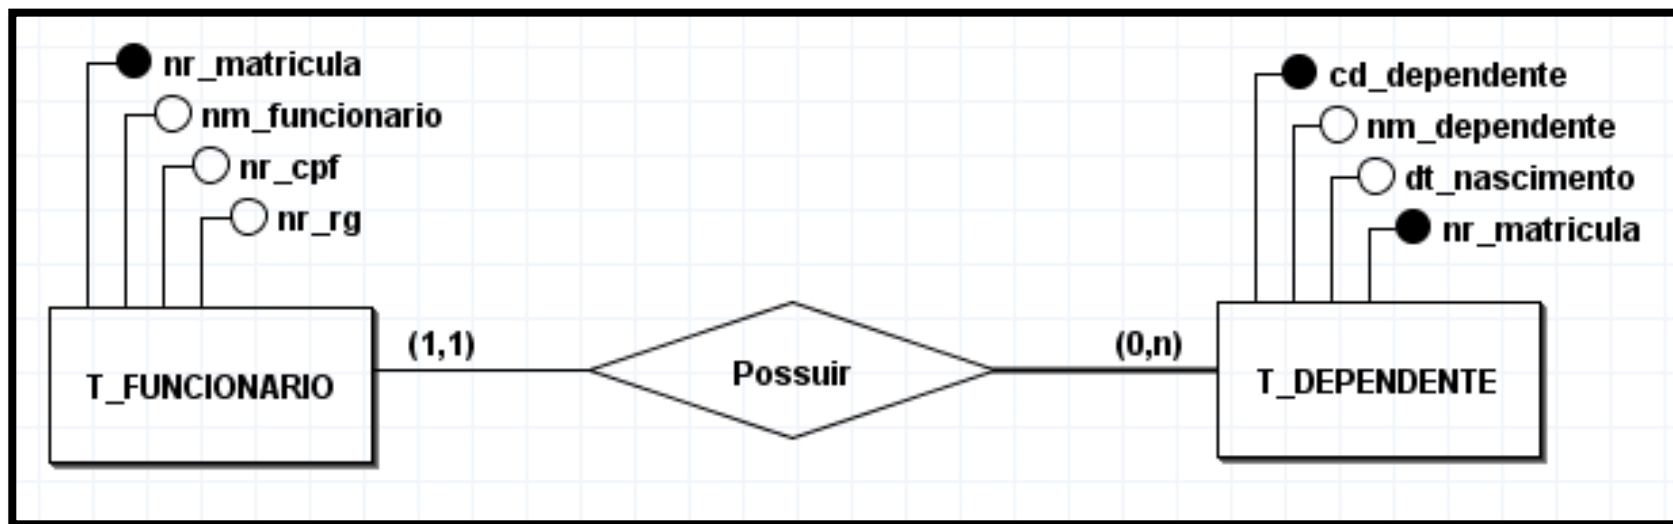 nr_matricula
nm_funcionario
nr_cpf
nr_rg
T_FUNCIONARIO
(1,1)
Possuir
(0,n)
cd_dependente
nm_dependente
dt_nascimento
nr_matricula
T_DEPENDENTE